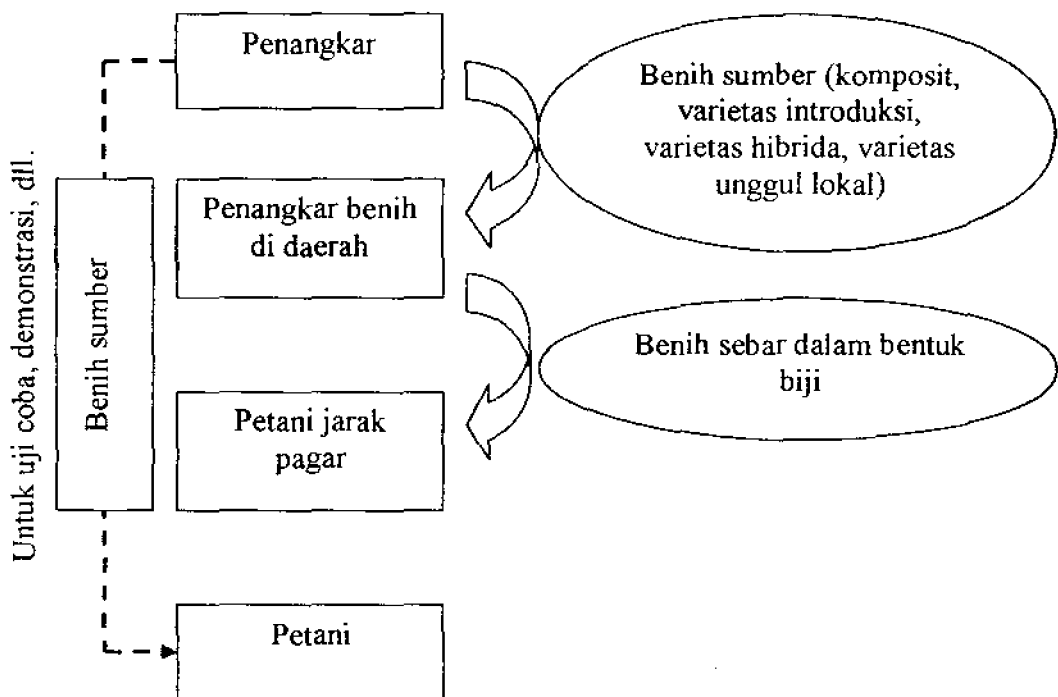 Penangkar
Benih sumber (komposit,
varietas introduksi,
varietas hibrida, varietas
unggul lokal)
Untuk uji coba, demonstrasi, dll.
Benih sumber
Penangkar benih
di daerah
Benih sebar dalam bentuk
biji
Petani jarak
pagar
Petani